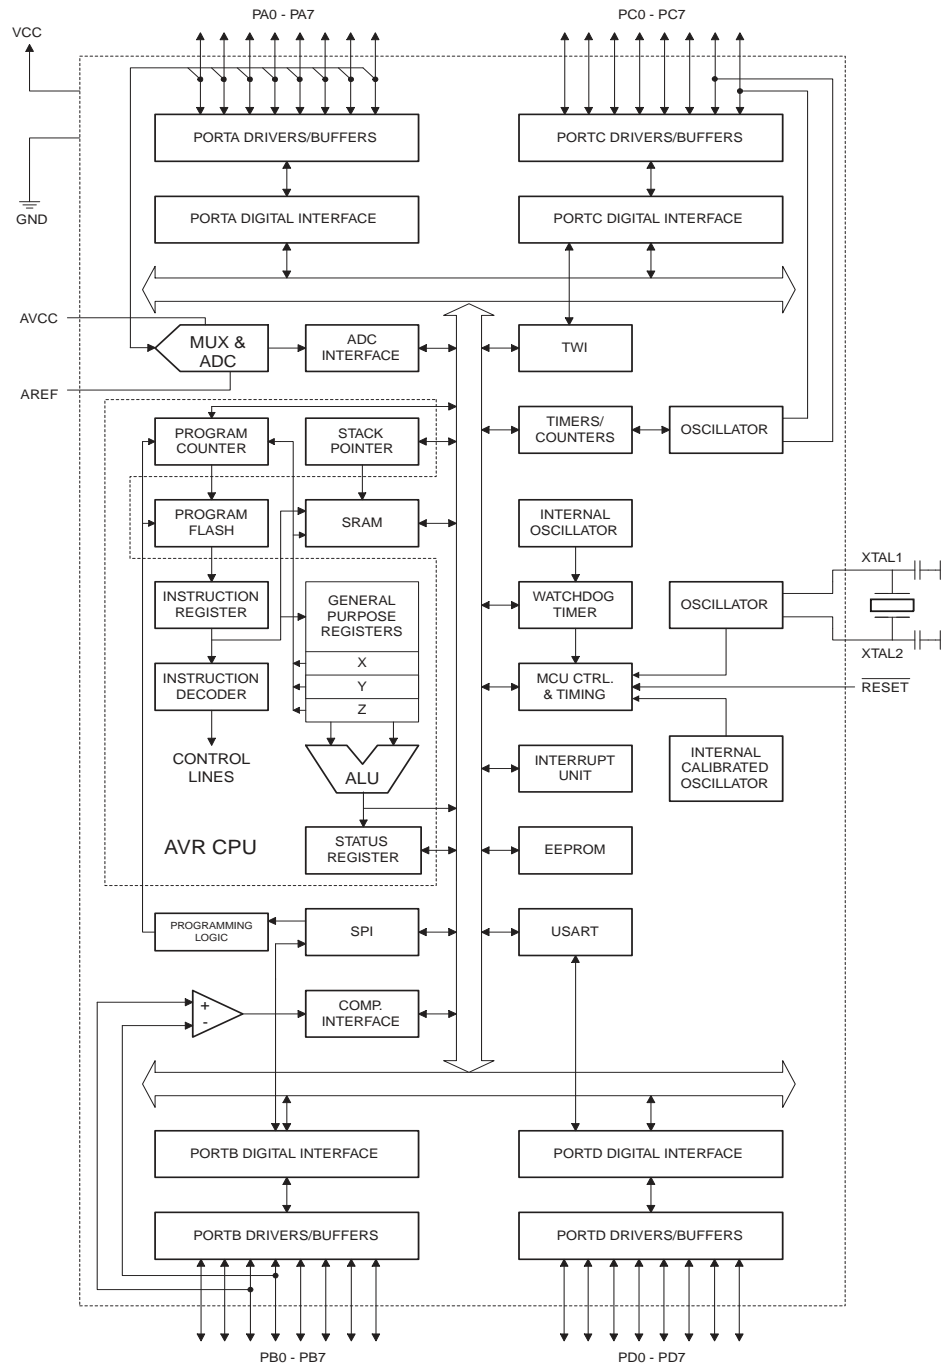 PA0 - PA7
PC0 - PC7
VCC
PORTA DRIVERS/BUFFERS
PORTC DRIVERS/BUFFERS
GND
PORTA DIGITAL INTERFACE
PORTC DIGITAL INTERFACE
AVCC
MUX &
ADC
ADC
INTERFACE
TWI
AREF
PROGRAM
COUNTER
STACK
POINTER
TIMERS/
COUNTERS
OSCILLATOR
PROGRAM
FLASH
SRAM
INTERNAL
OSCILLATOR
XTAL1
INSTRUCTION
REGISTER
GENERAL
PURPOSE
REGISTERS
WATCHDOG
TIMER
OSCILLATOR
XTAL2
X
INSTRUCTION
DECODER
Y
MCU CTRL.
& TIMING
RESET
Z
CONTROL
LINES
ALU
INTERRUPT
UNIT
INTERNAL
CALIBRATED
OSCILLATOR
AVR CPU
STATUS
REGISTER
EEPROM
PROGRAMMING
LOGIC
SPI
USART
+
-
COMP.
INTERFACE
PORTB DIGITAL INTERFACE
PORTD DIGITAL INTERFACE
PORTB DRIVERS/BUFFERS
PORTD DRIVERS/BUFFERS
PB0 - PB7
PD0 - PD7